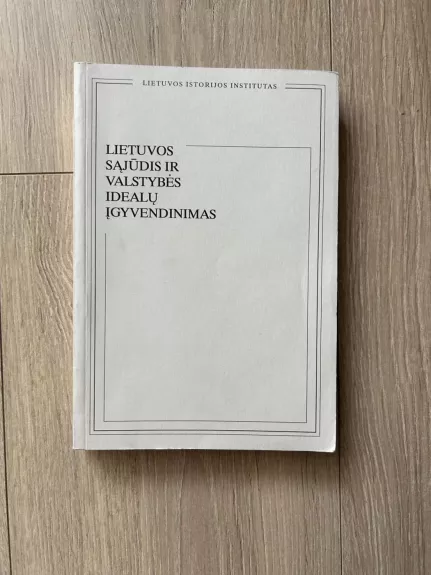 LIETUVOS ISTORIJOS INSTITUTAS
LIETUVOS
SĄJŪDIS IR
VALSTYBĖS
IDEALŲ
ĮGYVENDINIMAS